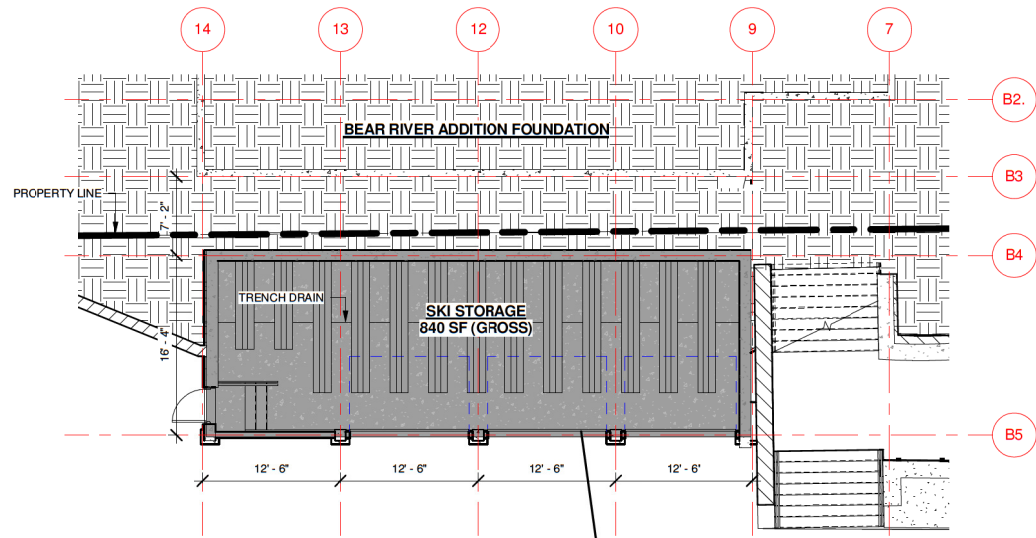 14 13 12 10 9 7
B2.
BEAR RIVER ADDITION FOUNDATION
B3
PROPERTY LINE
7' - 2"
B4
TRENCH DRAIN
SKI STORAGE
840 SF (GROSS)
16' - 4"
B5
12' - 6" 12' - 6" 12' - 6" 12' - 6"